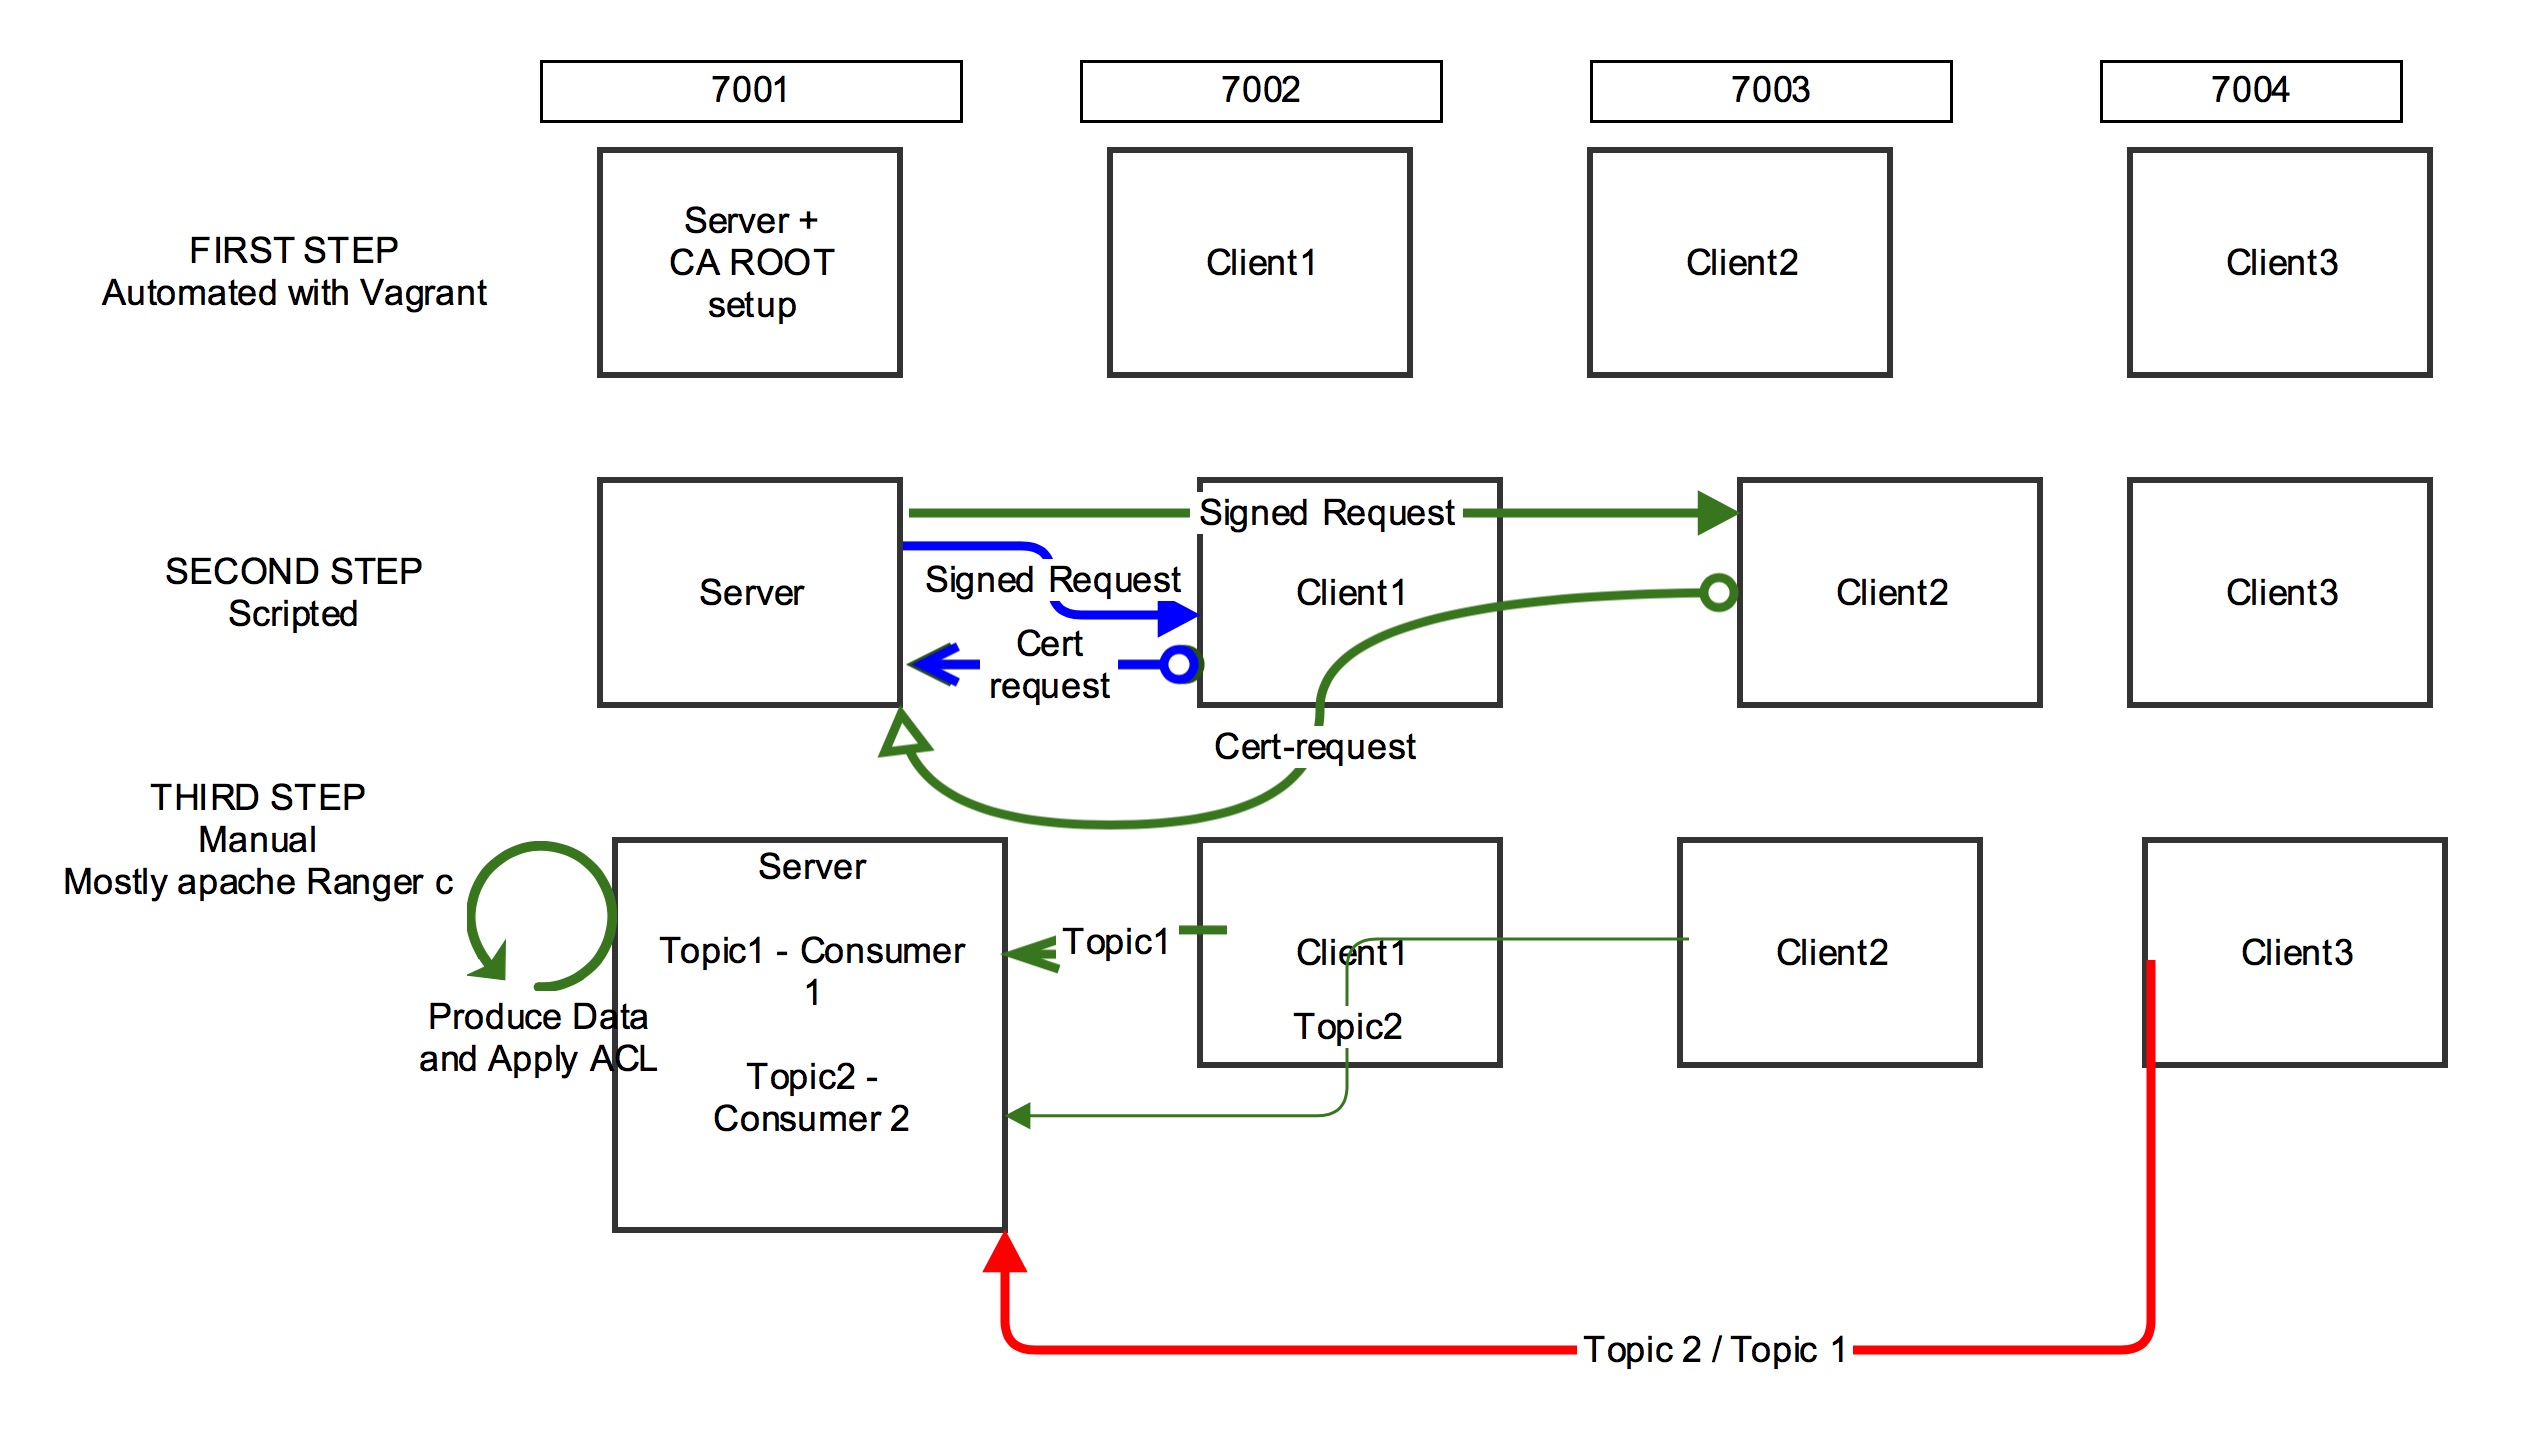 7001
7002
7003
7004
FIRST STEP
Automated with Vagrant
Server +
CA ROOT
setup
Client1
Client2
Client3
SECOND STEP
Scripted
Server
Signed Request
Signed Request
Cert
request
Client1
Client2
Client3
Cert-request
THIRD STEP
Manual
Mostly apache Ranger c
Produce Data
and Apply ACL
Server
Topic1 - Consumer
1
Topic2 -
Consumer 2
Topic1
Client1
Topic2
Client2
Client3
Topic 2 / Topic 1